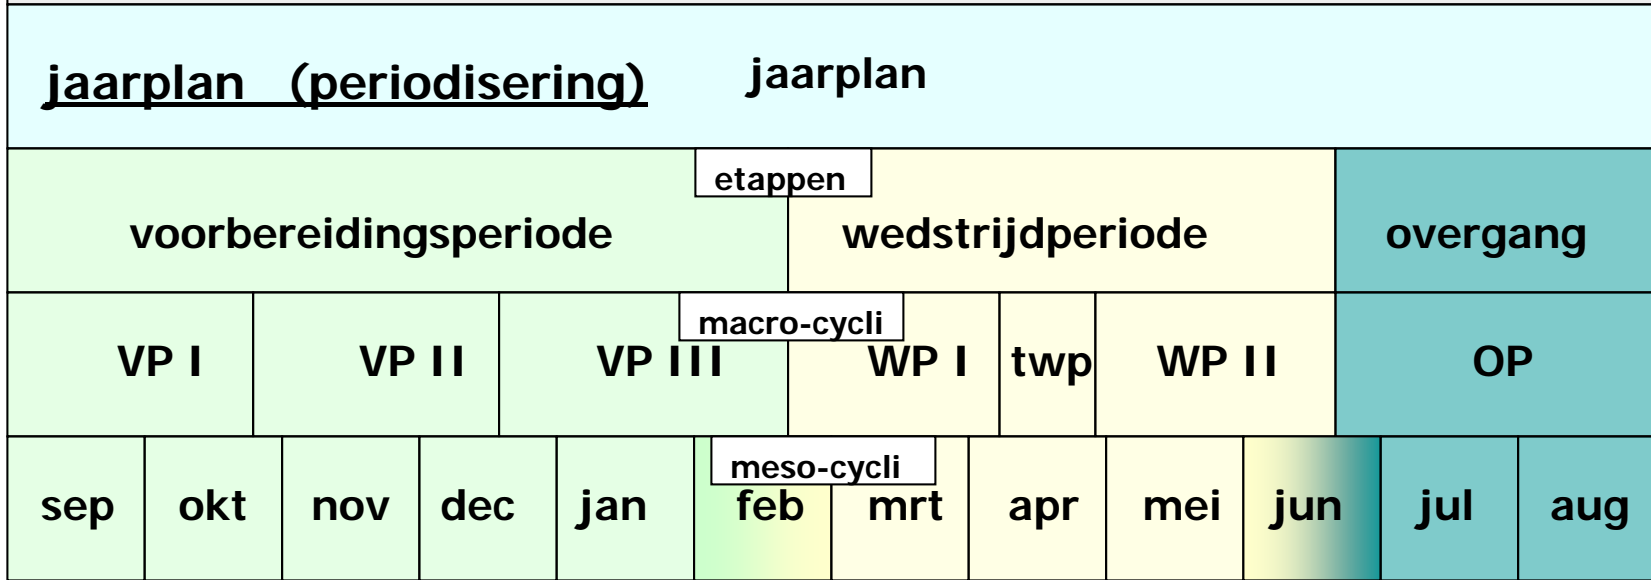 jaarplan (periodisering) jaarplan
etappen
voorbereidingsperiode wedstrijdperiode overgang
macro-cycli
VP I VP II VP III WP I twp WP II OP
meso-cycli
sep okt nov dec jan feb mrt apr mei jun jul aug